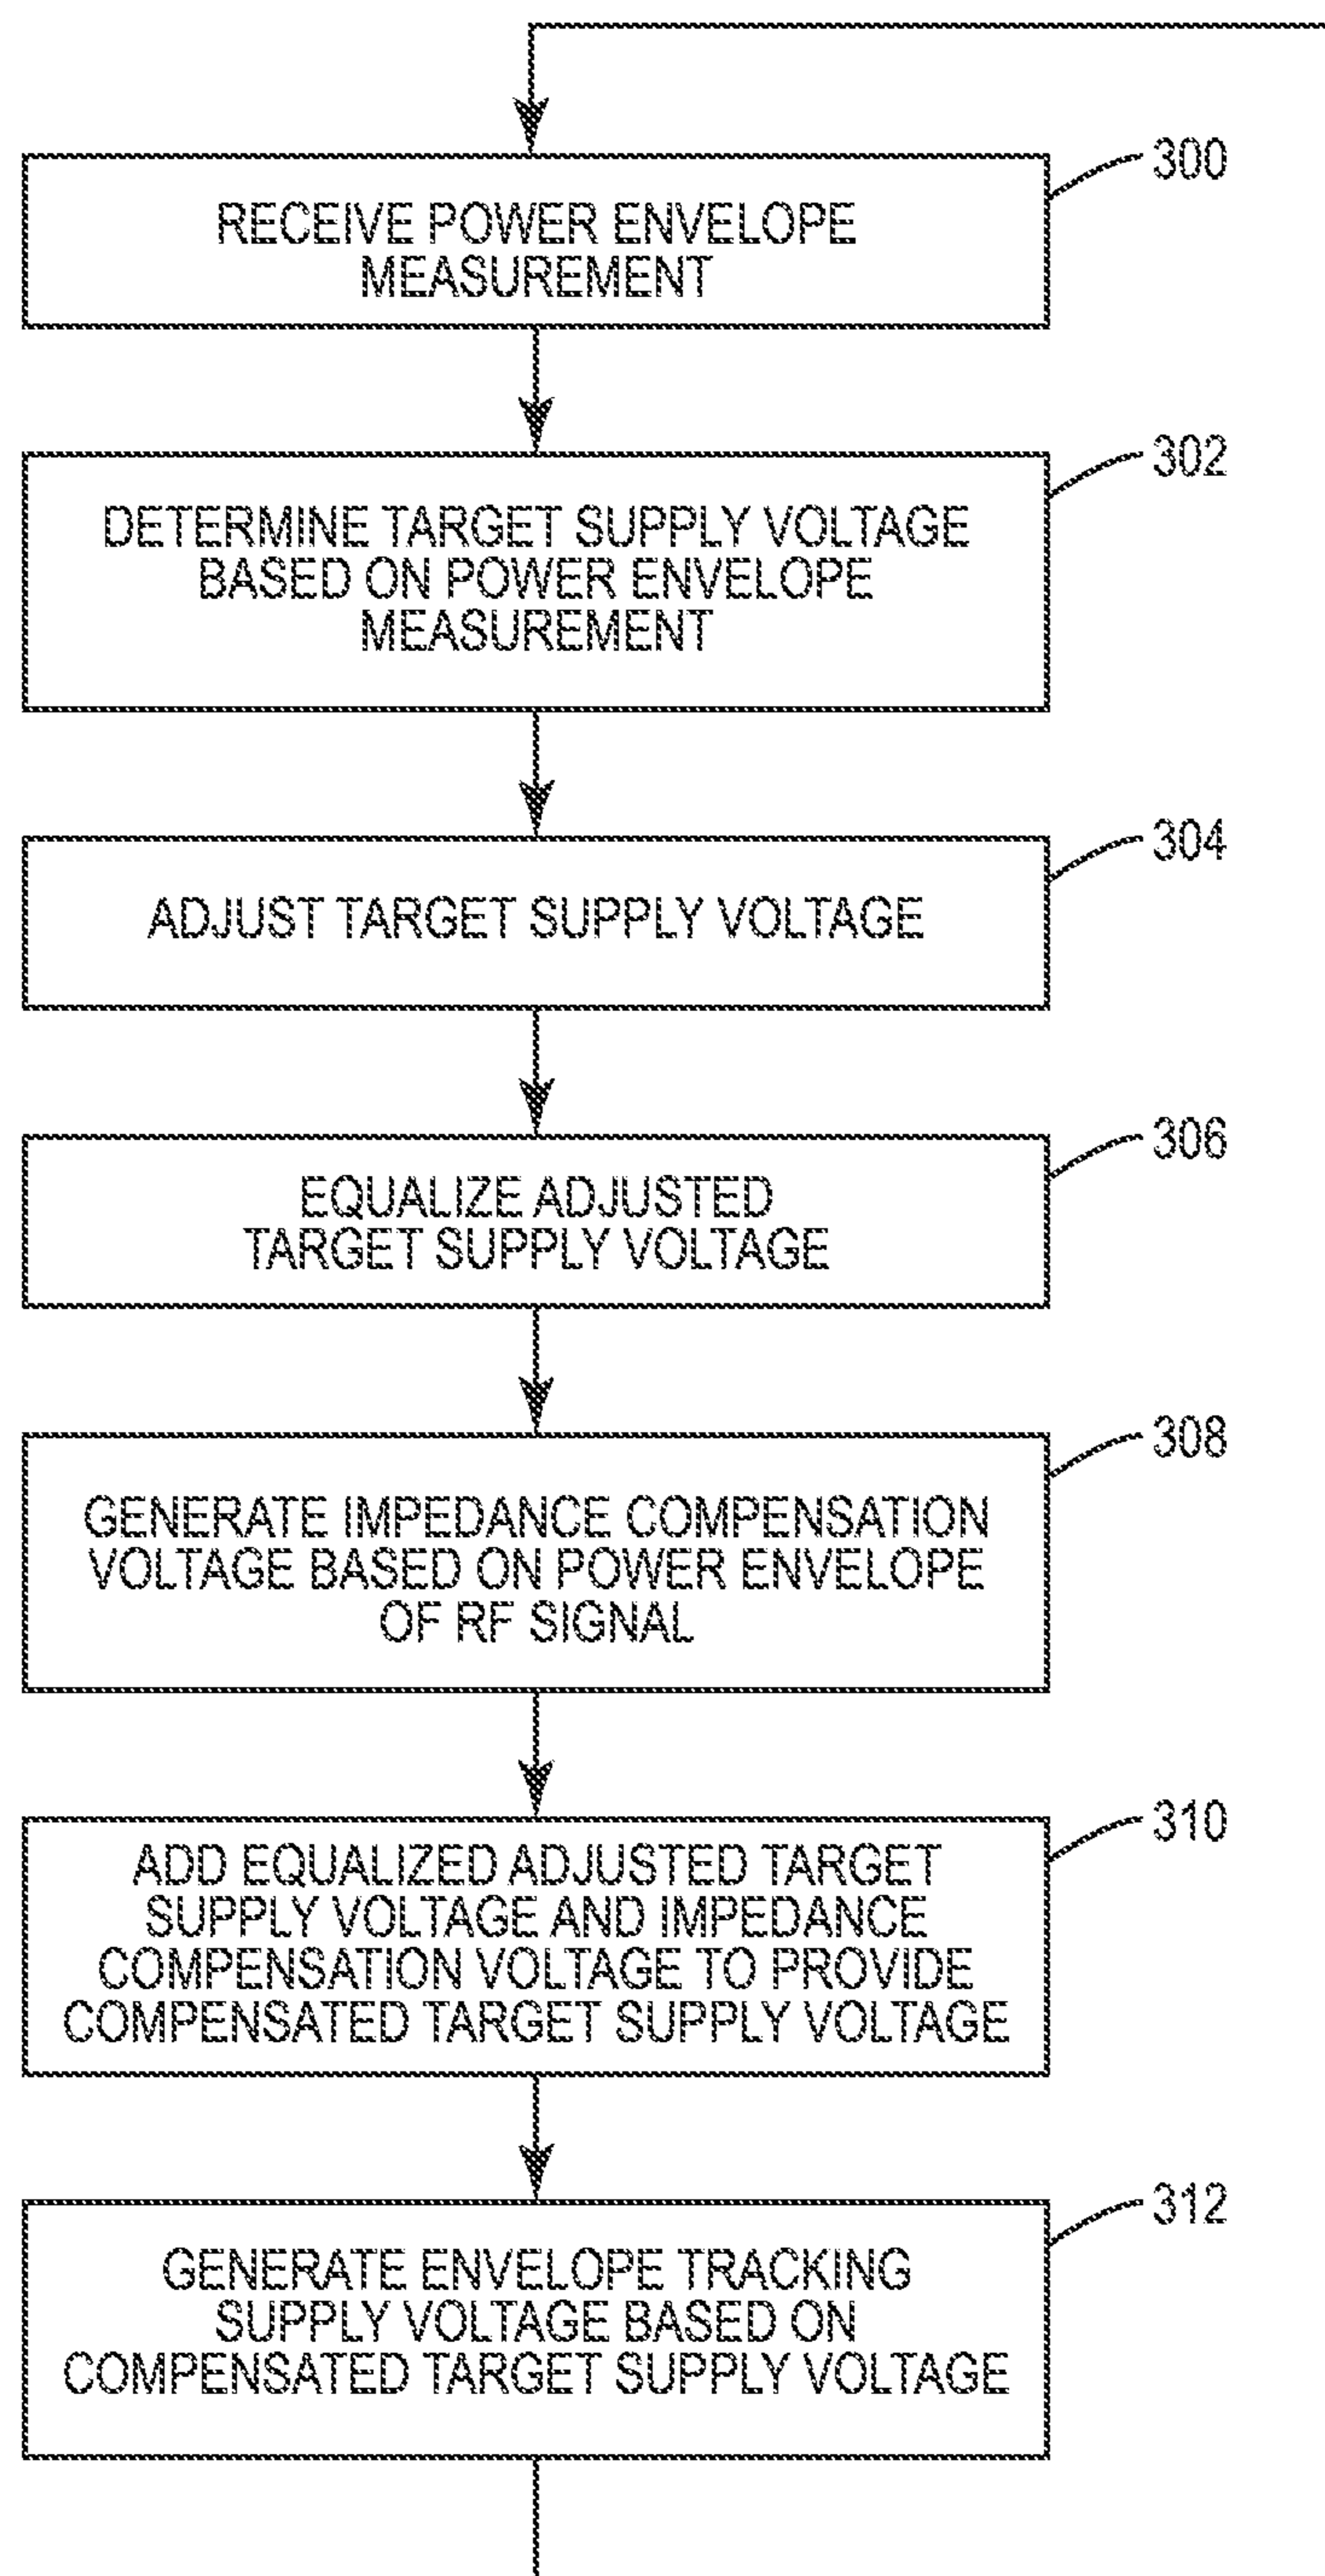 300
RECEIVE POWER ENVELOPE
MEASUREMENT
302
DETERMINE TARGET SUPPLY VOLTAGE
BASED ON POWER ENVELOPE
MEASUREMENT
304
ADJUST TARGET SUPPLY VOLTAGE
306
EQUALIZE ADJUSTED
TARGET SUPPLY VOLTAGE
308
GENERATE IMPEDANCE COMPENSATION
VOLTAGE BASED ON POWER ENVELOPE
OF RF SIGNAL
310
ADD EQUALIZED ADJUSTED TARGET
SUPPLY VOLTAGE AND IMPEDANCE
COMPENSATION VOLTAGE TO PROVIDE
COMPENSATED TARGET SUPPLY VOLTAGE
312
GENERATE ENVELOPE TRACKING
SUPPLY VOLTAGE BASED ON
COMPENSATED TARGET SUPPLY VOLTAGE